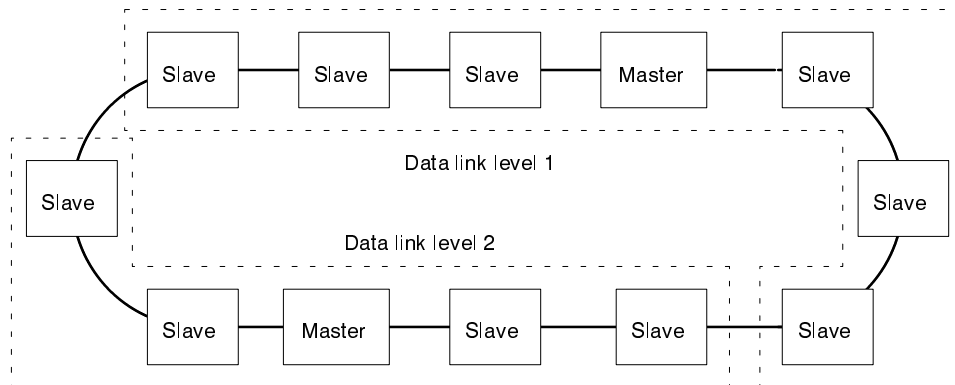 Slave Slave Slave Master Slave
Data link level 1
Slave Slave
Data link level 2
Slave Master Slave Slave Slave